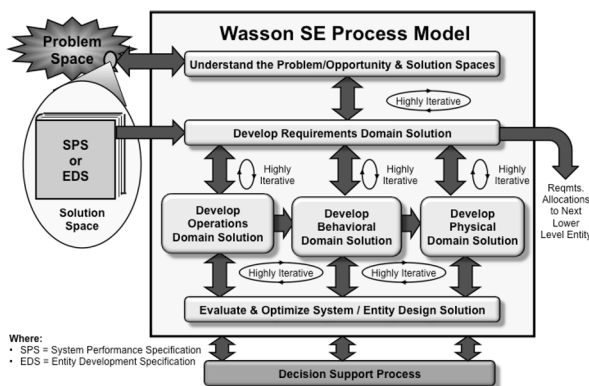 Wasson SE Process Model
Problem
Space
Understand the Problem/Opportunity & Solution Spaces
Highly Iterative
SPS
or
EDS
Solution
Space
Develop Requirements Domain Solution
Highly
Iterative
Highly
Iterative
Highly
Iterative
Reqmts.
Allocations
to Next
Lower
Level Entity
Develop
Operations
Domain Solution
Develop
Behavioral
Domain Solution
Develop
Physical
Domain Solution
Highly Iterative
Highly Iterative
Evaluate & Optimize System / Entity Design Solution
Where:
• SPS = System Performance Specification
• EDS = Entity Development Specification
Decision Support Process